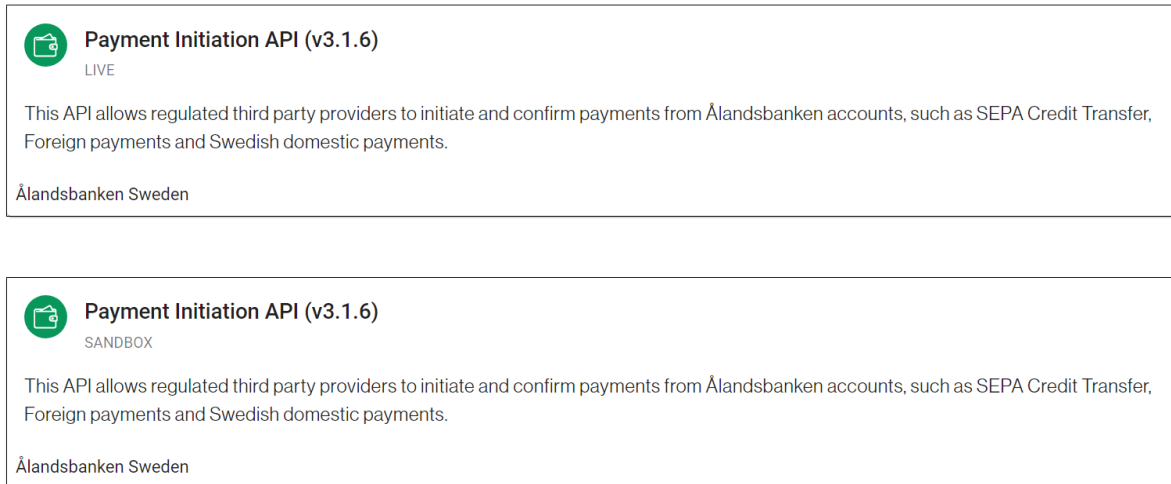 Payment Initiation API (v3.1.6)
LIVE
This API allows regulated third party providers to initiate and confirm payments from Ålandsbanken accounts, such as SEPA Credit Transfer,
Foreign payments and Swedish domestic payments.
Ålandsbanken Sweden
Payment Initiation API (v3.1.6)
SANDBOX
This API allows regulated third party providers to initiate and confirm payments from Ålandsbanken accounts, such as SEPA Credit Transfer,
Foreign payments and Swedish domestic payments.
Ålandsbanken Sweden